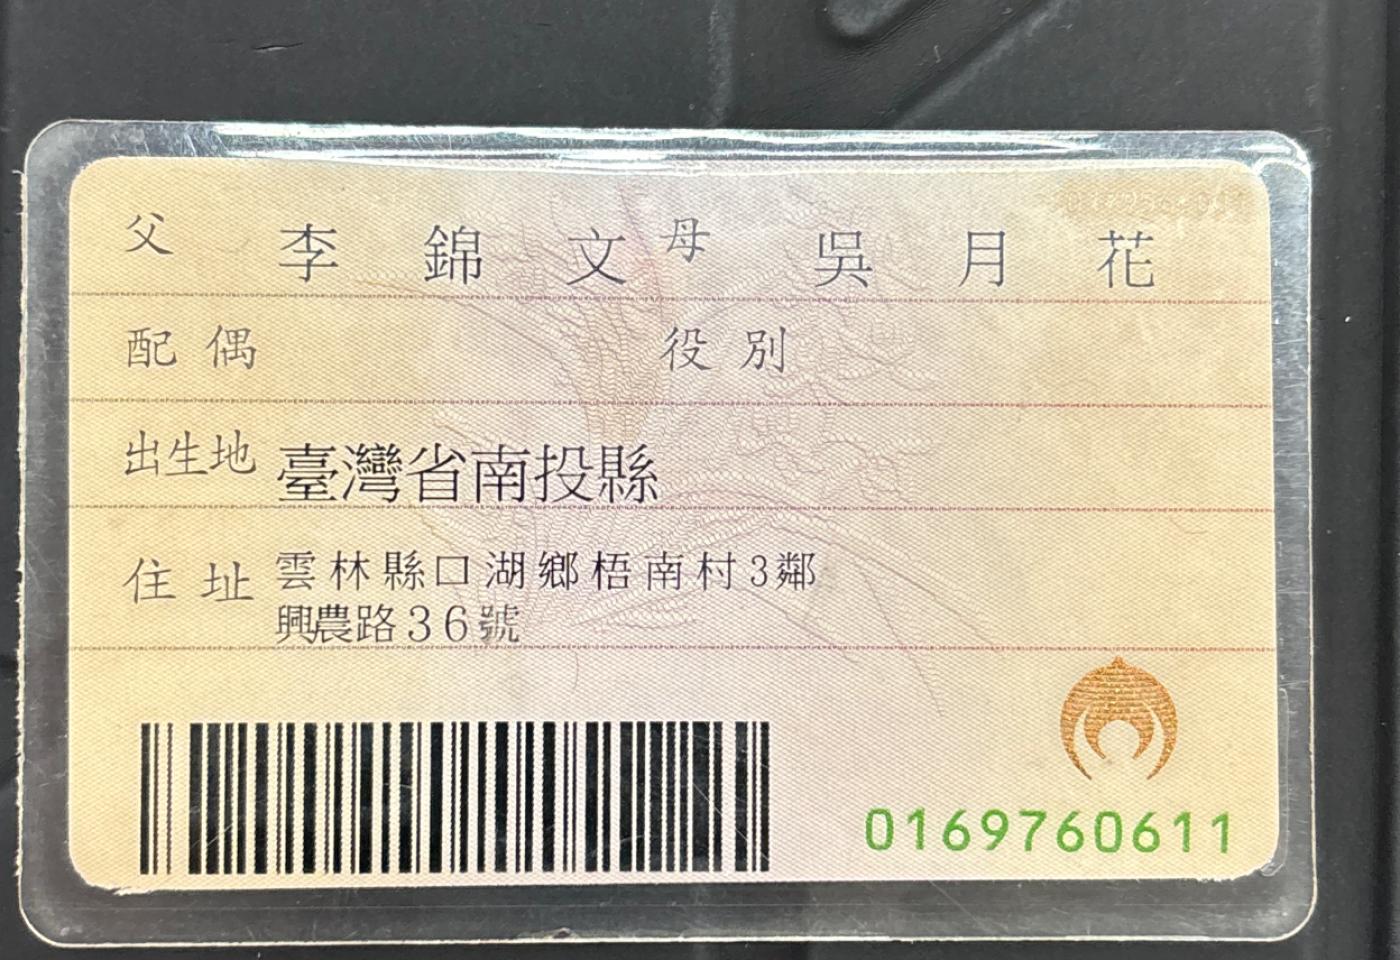 父 李錦文 母 吳月花
配偶 役別
出生地 臺灣省南投縣
住址 雲林縣口湖鄉梧南村3鄰
興農路36號
0169760611